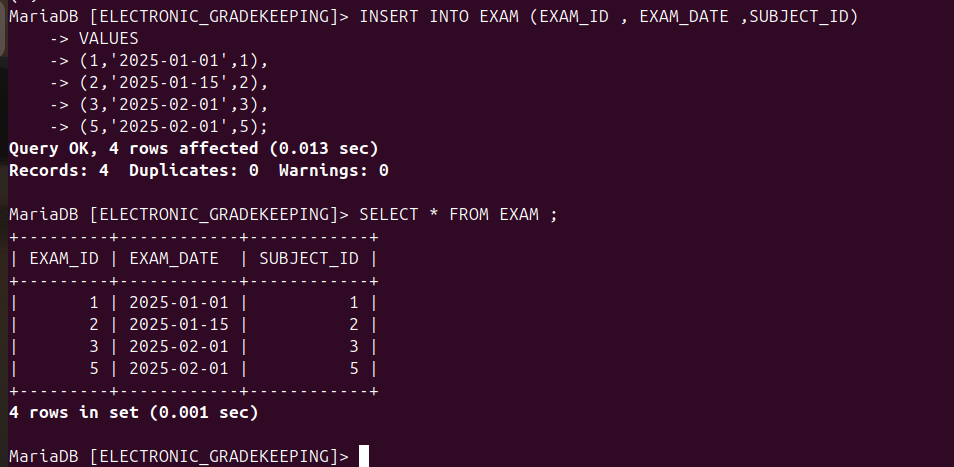 MariaDB [ELECTRONIC_GRADEKEEPING]> INSERT INTO EXAM (EXAM_ID , EXAM_DATE ,SUBJECT_ID)
    -> VALUES
    -> (1,'2025-01-01',1),
    -> (2,'2025-01-15',2),
    -> (3,'2025-02-01',3),
    -> (5,'2025-02-01',5);
Query OK, 4 rows affected (0.013 sec)
Records: 4  Duplicates: 0  Warnings: 0

MariaDB [ELECTRONIC_GRADEKEEPING]> SELECT * FROM EXAM ;
+---------+------------+------------+
| EXAM_ID | EXAM_DATE  | SUBJECT_ID |
+---------+------------+------------+
|       1 | 2025-01-01 |          1 |
|       2 | 2025-01-15 |          2 |
|       3 | 2025-02-01 |          3 |
|       5 | 2025-02-01 |          5 |
+---------+------------+------------+
4 rows in set (0.001 sec)

MariaDB [ELECTRONIC_GRADEKEEPING]>